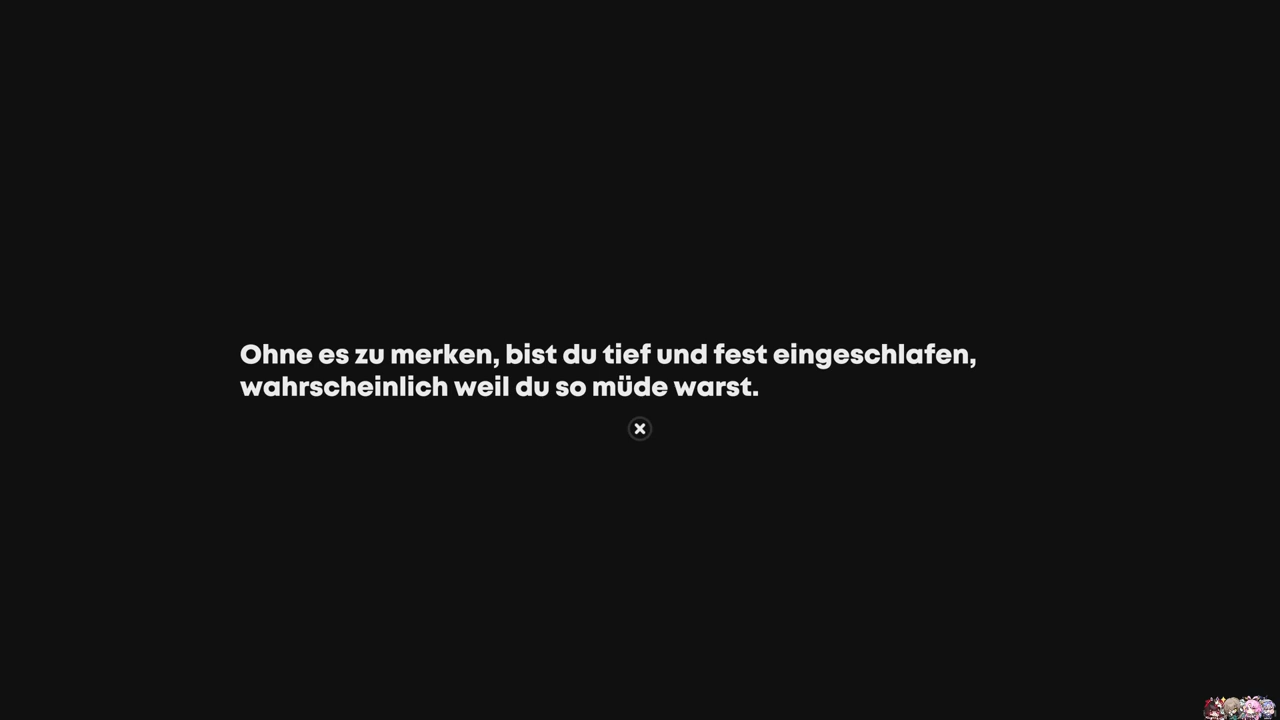 Ohne es zu merken, bist du tief und fest eingeschlafen,
wahrscheinlich weil du so müde warst.